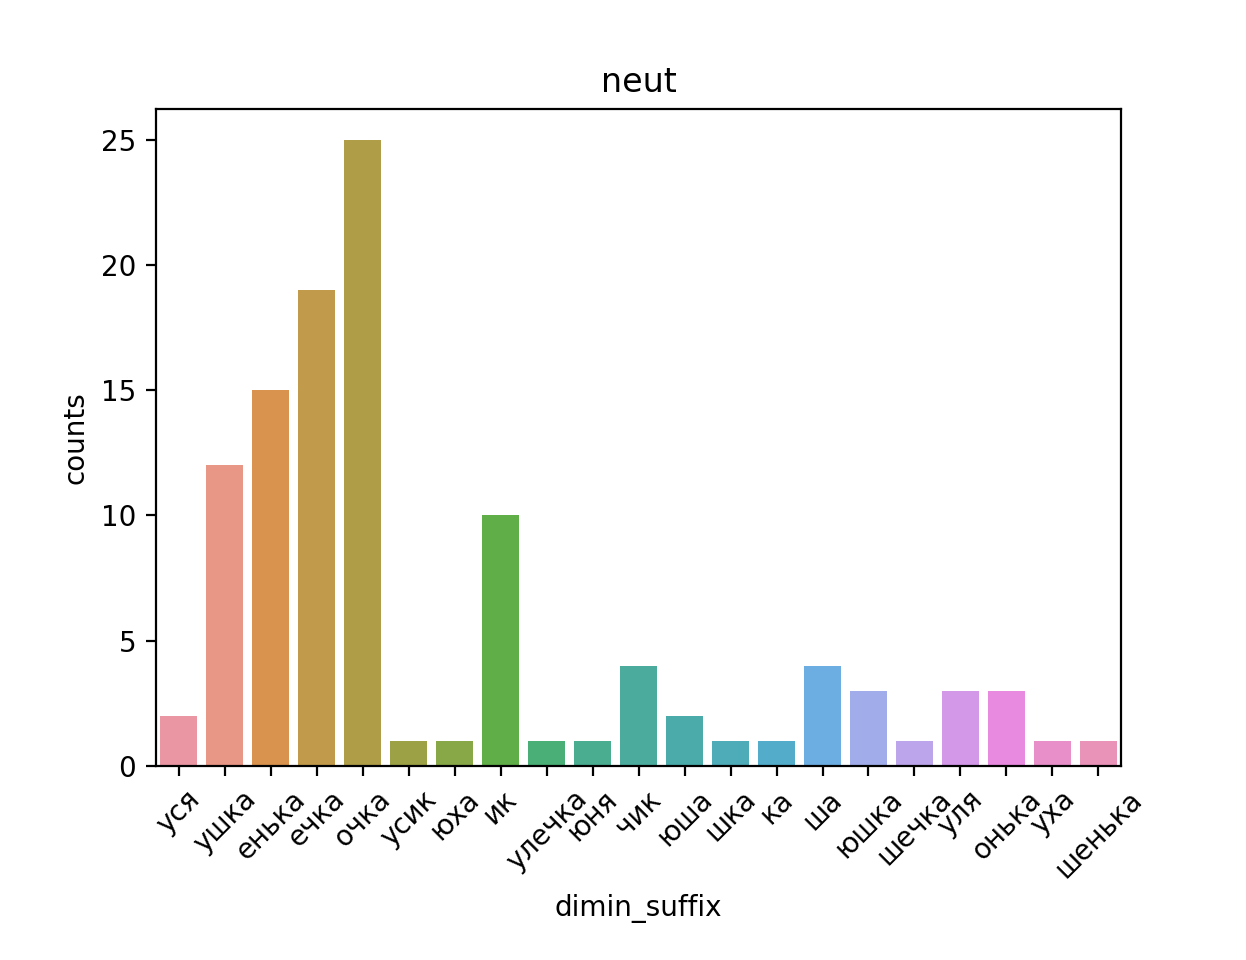 neut
25
20
15
10
5
0
counts
уся
ушка
енька
ечка
очка
усик
юха
ик
улечка
юня
чик
юша
шка
ка
ша
юшка
шечка
уля
онька
уха
шенька
dimin_suffix